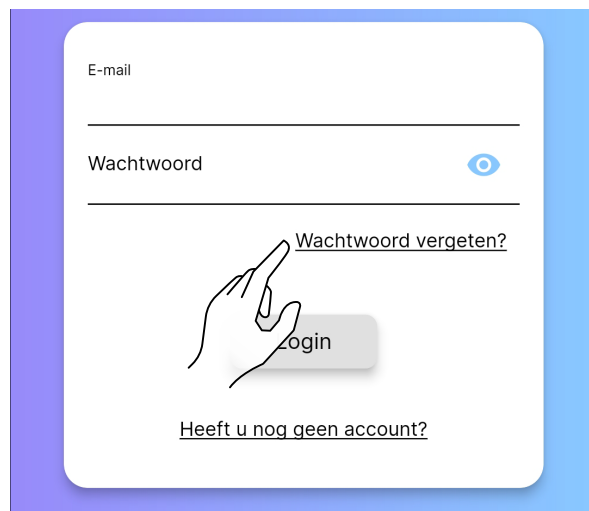 E-mail
Wachtwoord
Wachtwoord vergeten?
Login
Heeft u nog geen account?